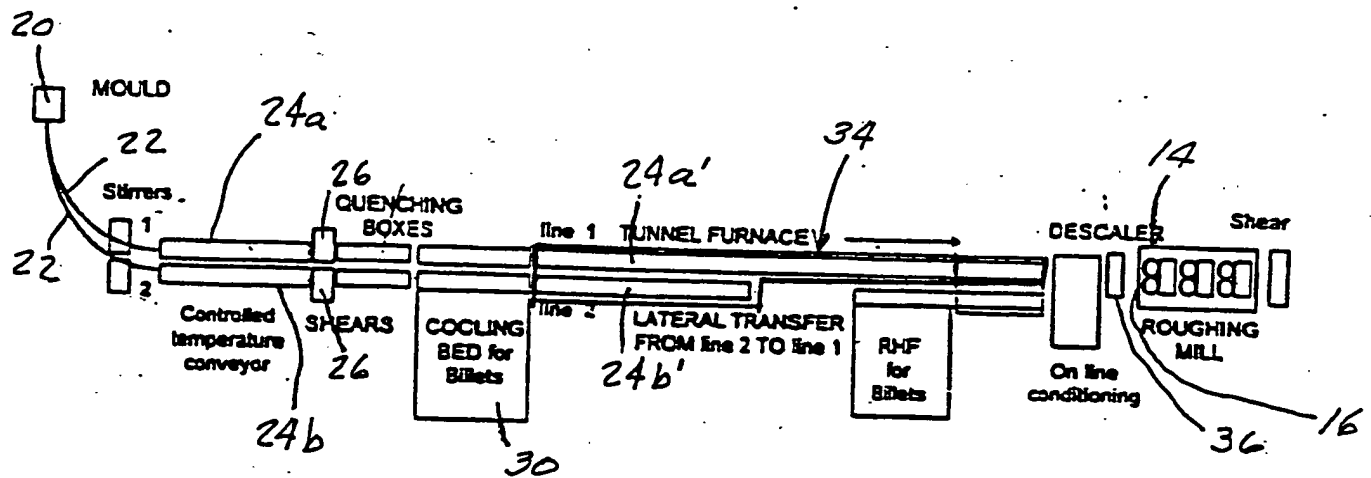 20
MOULD
24a
22
Stirrers
1
22
2
26
QUENCHING
BOXES
Controlled
temperature
conveyor
24b
SHEARS
26
COCLING
BED for
Billets
30
line 1
24a'
TUNNEL FURNACE
34
line 2
LATERAL TRANSFER
FROM line 2 TO line 1
24b'
RHF
for
Billets
DESCALER
14
Shear
ROUGHING
MILL
On line
conditioning
36
16